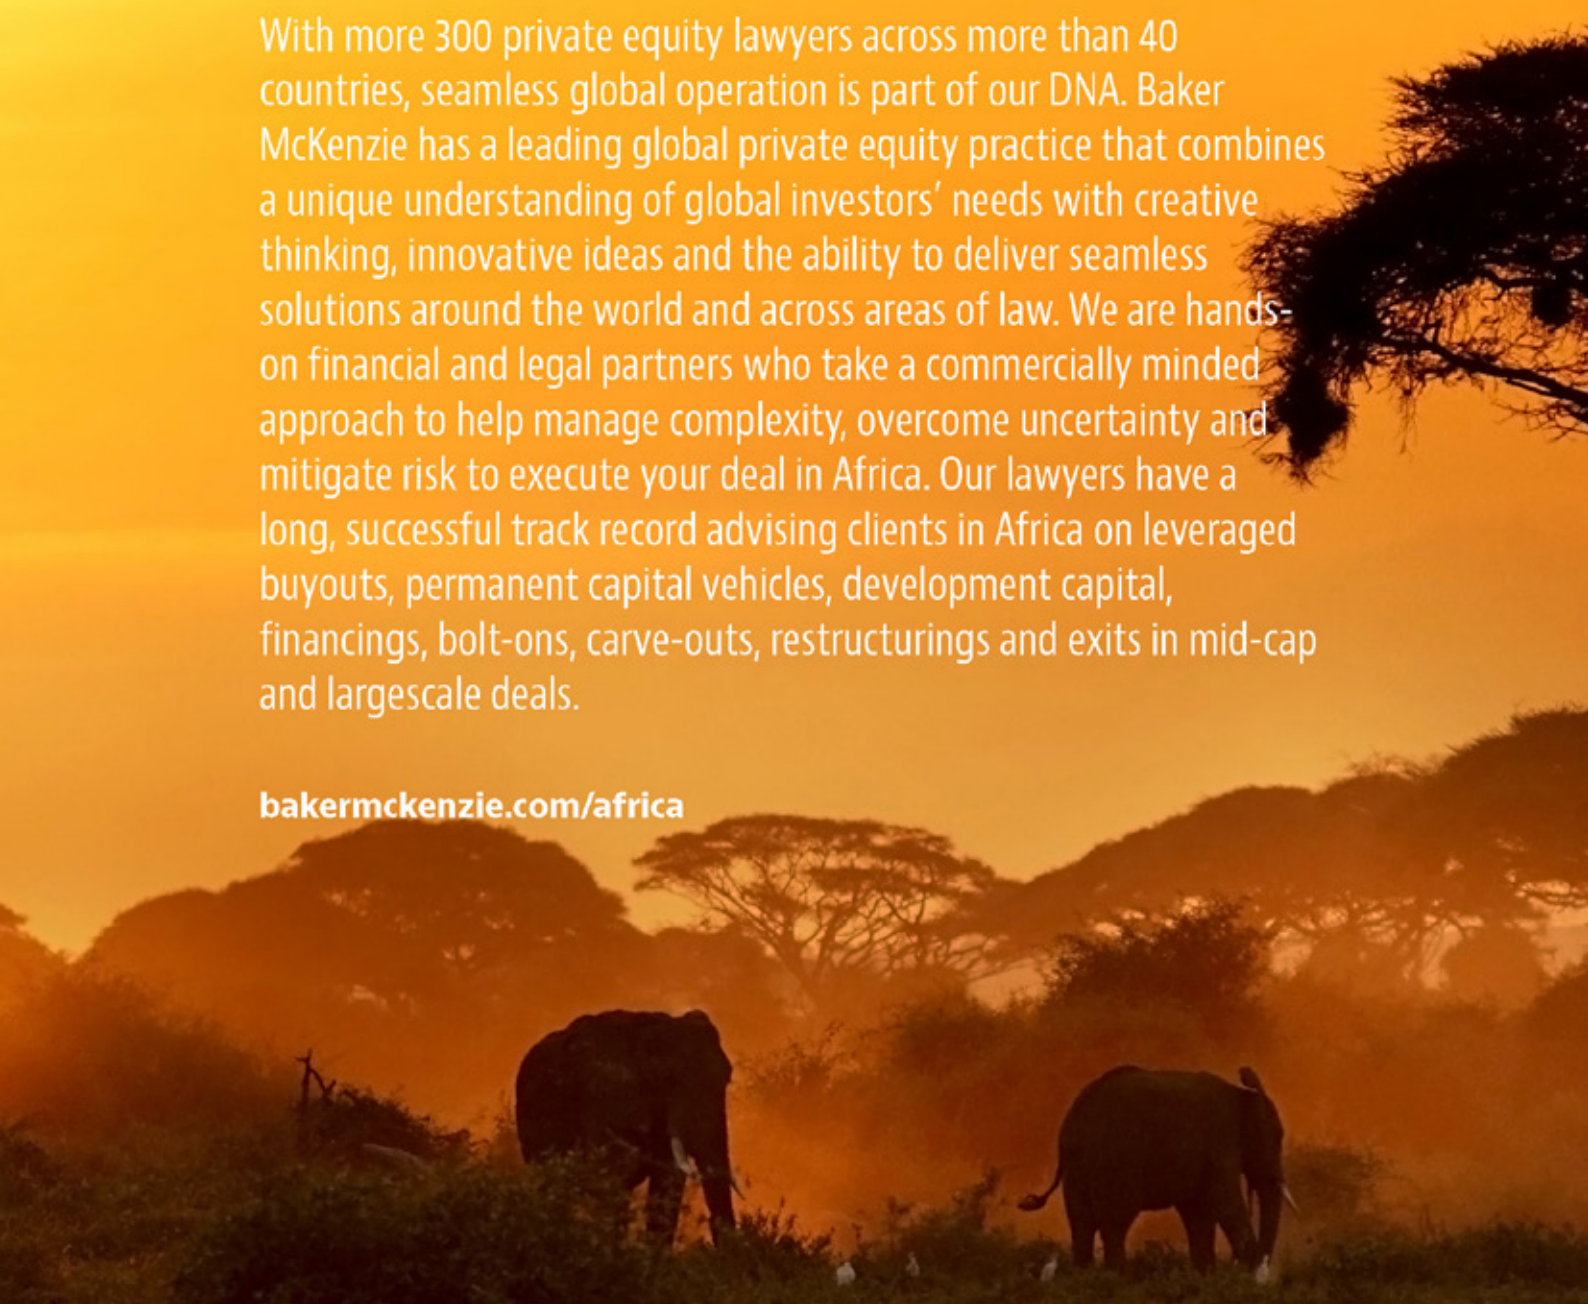 With more 300 private equity lawyers across more than 40
countries, seamless global operation is part of our DNA. Baker
McKenzie has a leading global private equity practice that combines
a unique understanding of global investors’ needs with creative
thinking, innovative ideas and the ability to deliver seamless
solutions around the world and across areas of law. We are hands-
on financial and legal partners who take a commercially minded
approach to help manage complexity, overcome uncertainty and
mitigate risk to execute your deal in Africa. Our lawyers have a
long, successful track record advising clients in Africa on leveraged
buyouts, permanent capital vehicles, development capital,
financings, bolt-ons, carve-outs, restructurings and exits in mid-cap
and largescale deals.
bakermckenzie.com/africa